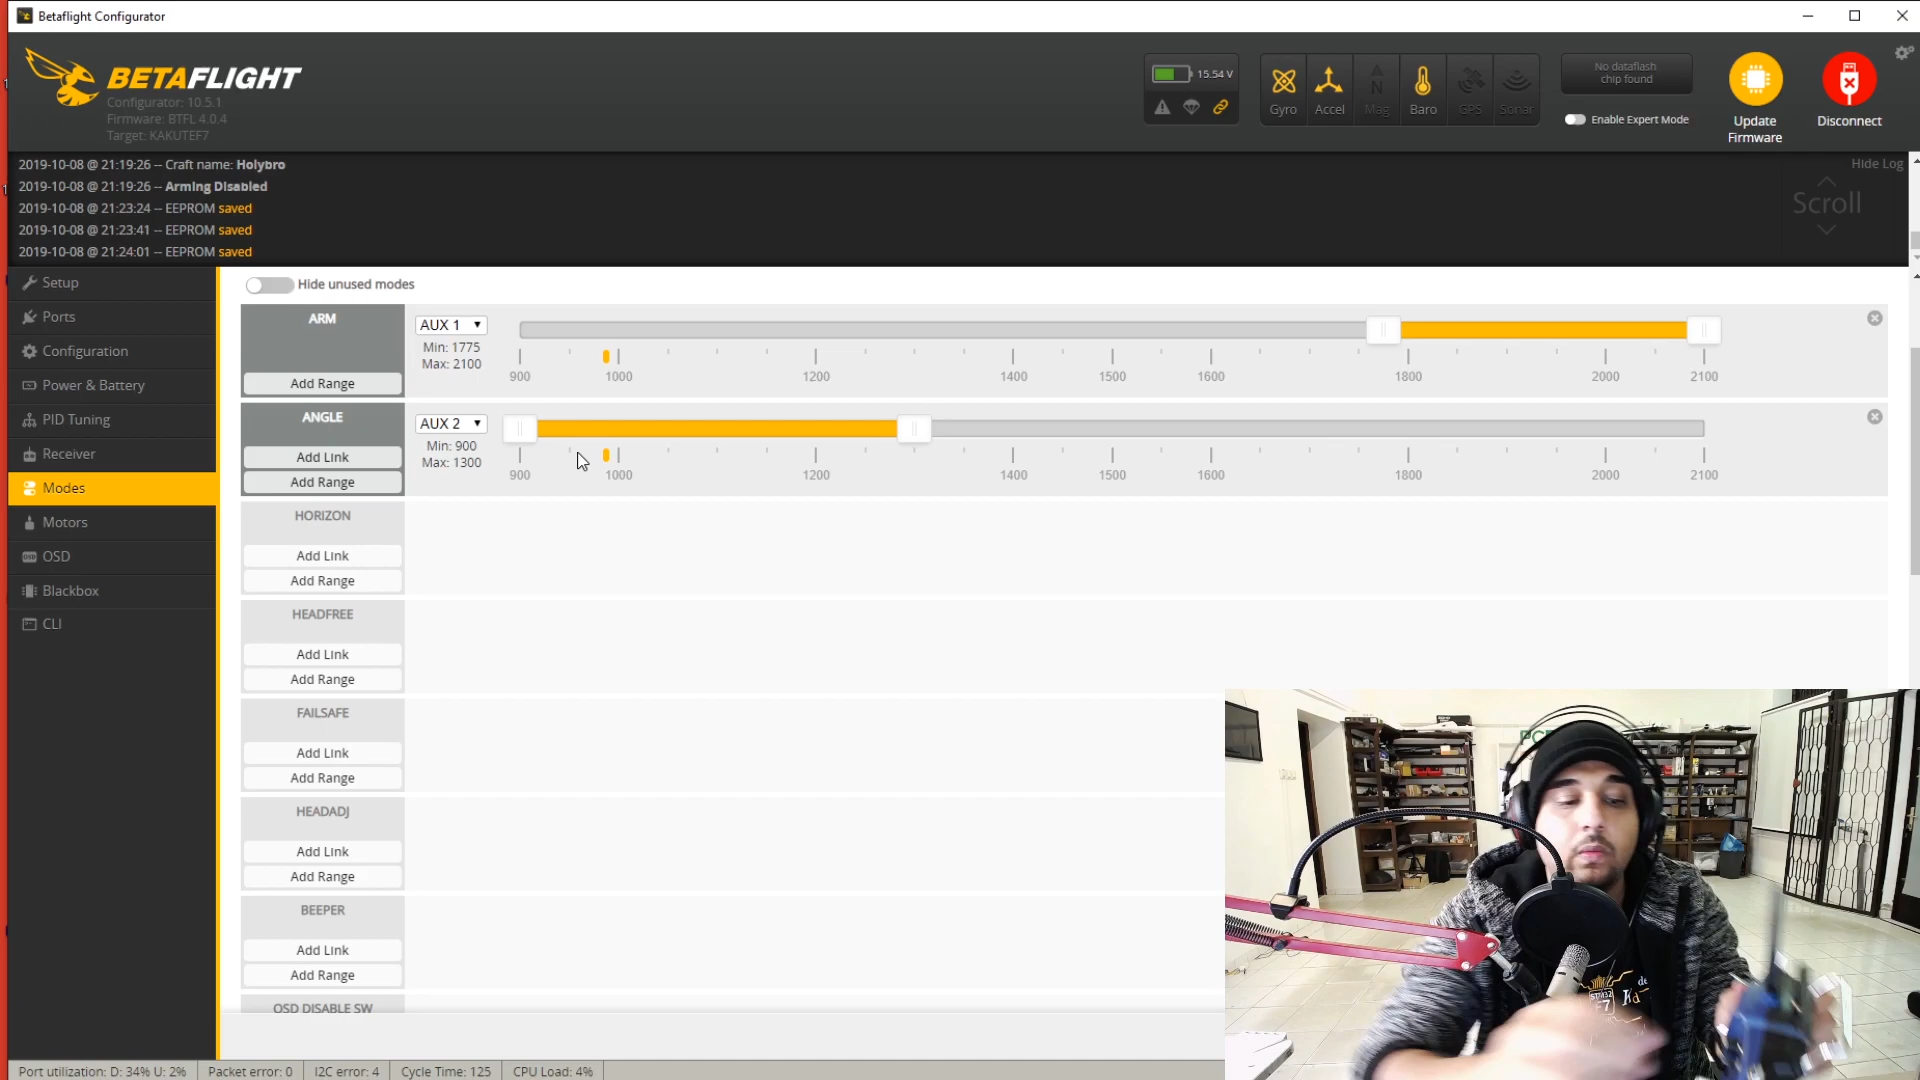 Betaflight Configurator
BETAFLIGHT
Configurator: 10.5.1
Firmware: BTFL 4.0.4
Target: KAKUTEF7
15.54 V
Gyro
Accel
Mag
Baro
GPS
Sonar
No dataflash
chip found
Enable Expert Mode
Update
Firmware
Disconnect
Hide Log
Scroll
2019-10-08 @ 21:19:26 -- Craft name: Holybro
2019-10-08 @ 21:19:26 -- Arming Disabled
2019-10-08 @ 21:23:24 -- EEPROM saved
2019-10-08 @ 21:23:41 -- EEPROM saved
2019-10-08 @ 21:24:01 -- EEPROM saved
Setup
Ports
Configuration
Power & Battery
PID Tuning
Receiver
Modes
Motors
OSD
Blackbox
CLI
Hide unused modes
ARM
Add Range
AUX 1
Min: 1775
Max: 2100
900 1000 1200 1400 1500 1600 1800 2000 2100
ANGLE
Add Link
Add Range
AUX 2
Min: 900
Max: 1300
900 1000 1200 1400 1500 1600 1800 2000 2100
HORIZON
Add Link
Add Range
HEADFREE
Add Link
Add Range
FAILSAFE
Add Link
Add Range
HEADADJ
Add Link
Add Range
BEEPER
Add Link
Add Range
OSD DISABLE SW
Port utilization: D: 34% U: 2%
Packet error: 0
I2C error: 4
Cycle Time: 125
CPU Load: 4%